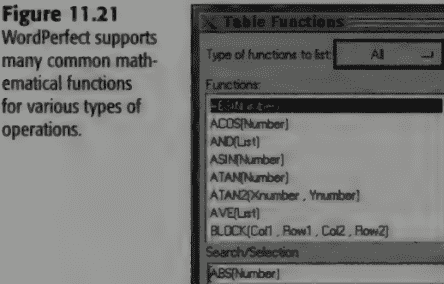 Figure 11.21
WordPerfect supports
many common math-
ematical functions
for various types of
operations.
Table Functions
Type of functions to list: All
Functions:
ACOS(Number)
AND(List)
ASIN(Number)
ATAN(Number)
ATAN2(Xnumber , Ynumber)
AVE(List)
BLOCK(Col1 , Row1 , Col2 , Row2)
Search/Selection
ABS(Number)